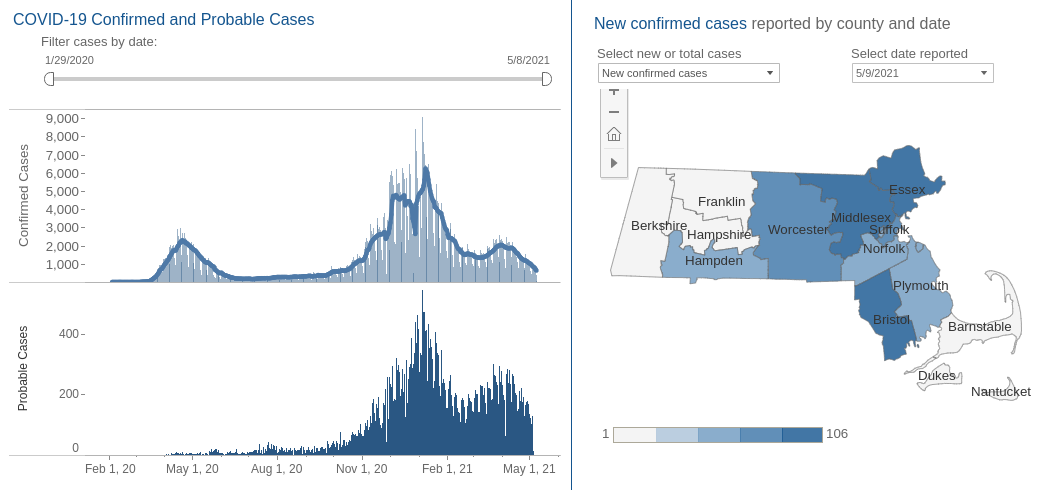 COVID-19 Confirmed and Probable Cases
Filter cases by date:
1/29/2020
5/8/2021
Confirmed Cases
9,000
8,000
7,000
6,000
5,000
4,000
3,000
2,000
1,000
Probable Cases
400
200
0
Feb 1, 20
May 1, 20
Aug 1, 20
Nov 1, 20
Feb 1, 21
May 1, 21
New confirmed cases reported by county and date
Select new or total cases
Select date reported
New confirmed cases
5/9/2021
Essex
Franklin
Middlesex
Berkshire
Worcester
Suffolk
Hampshire
Norfolk
Hampden
Plymouth
Bristol
Barnstable
Dukes
Nantucket
1
106